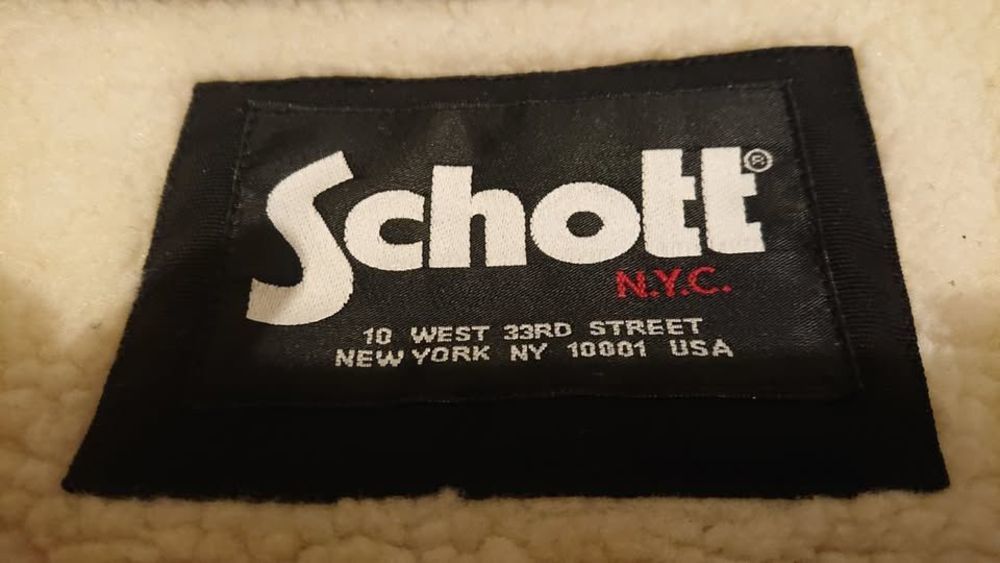 Schott®
N.Y.C.
10 WEST 33RD STREET
NEW YORK NY 10001 USA